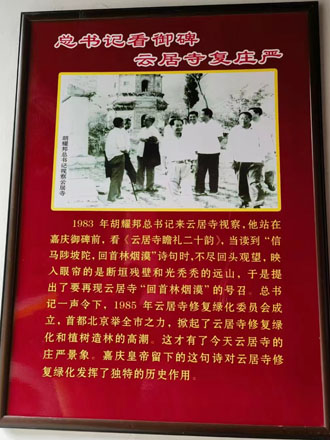 总书记看御碑
云居寺复庄严
胡耀邦总书记视察云居寺
1983 年胡耀邦总书记来云居寺视察，他站在
嘉庆御碑前，看《云居寺瞻礼二十韵》，当读到“信
马陟坡陀，回首林烟漠”诗句时，不尽回头观望，映
入眼帘的是断垣残壁和光秃秃的远山，于是提
出了要再现云居寺“回首林烟漠”的号召。总书
记一声令下，1985 年云居寺修复绿化委员会成
立，首都北京举全市之力，掀起了云居寺修复绿
化和植树造林的高潮。这才有了今天云居寺的
庄严景象。嘉庆皇帝留下的这句诗对云居寺修
复绿化发挥了独特的历史作用。